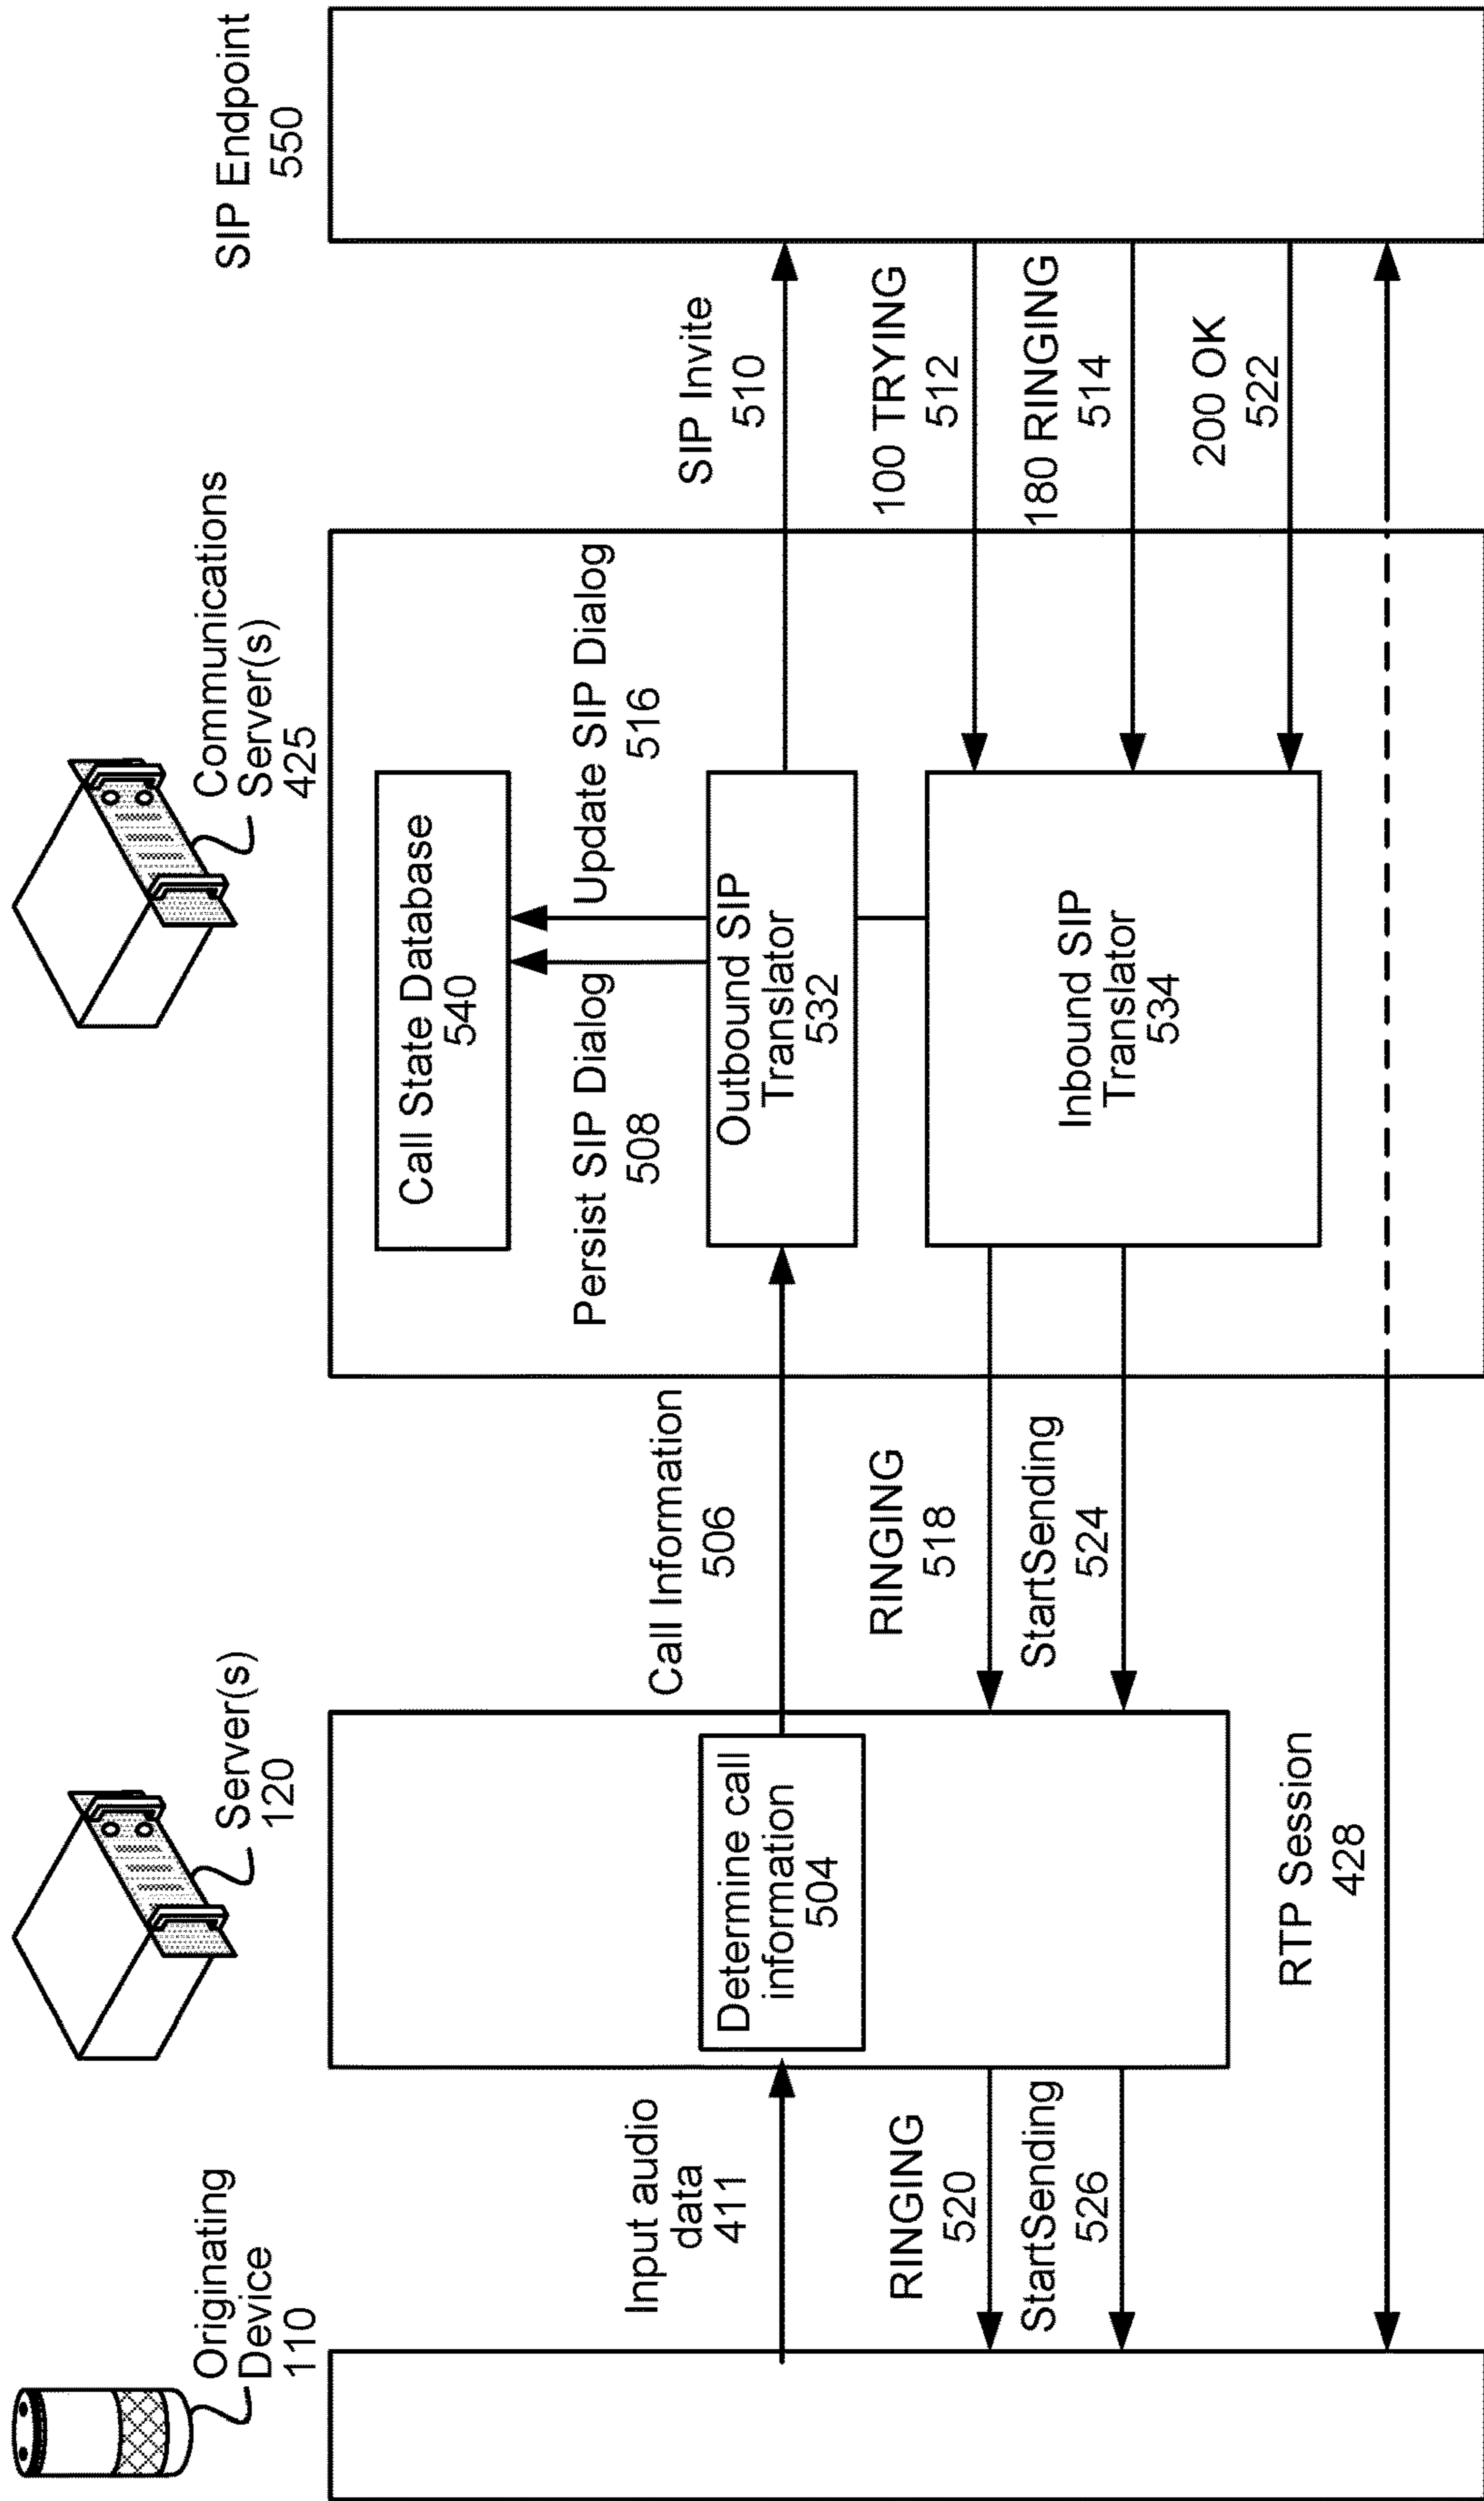 Originating
Device
110
Server(s)
120
Communications
Server(s)
425
SIP Endpoint
550
Call State Database
540
Persist SIP Dialog
508
Update SIP Dialog
516
Input audio
data
411
Determine call
information
504
Call Information
506
Outbound SIP
Translator
532
SIP Invite
510
RINGING
520
RINGING
518
Inbound SIP
Translator
534
100 TRYING
512
StartSending
526
StartSending
524
180 RINGING
514
200 OK
522
RTP Session
428